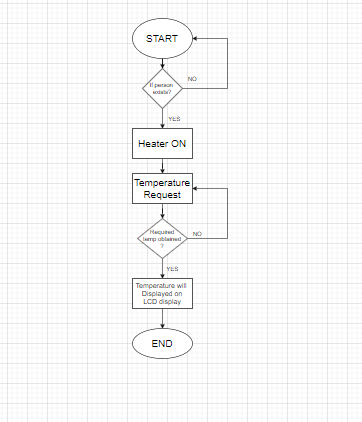 START
If person
exists?
NO
YES
Heater ON
Temperature
Request
Required
temp obtained
?
NO
YES
Temperature will
Displayed on
LCD display
END